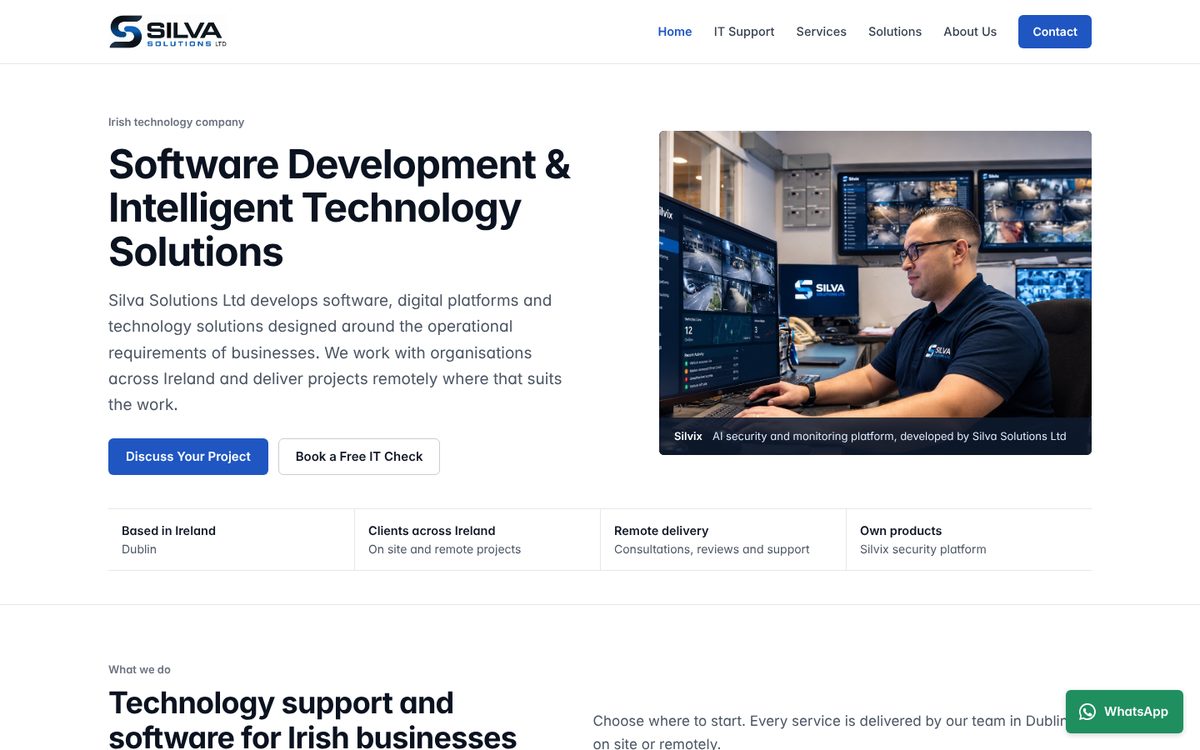 SILVA
SOLUTIONS LTD
Home
IT Support
Services
Solutions
About Us
Contact
Irish technology company
Software Development &
Intelligent Technology
Solutions
Silva Solutions Ltd develops software, digital platforms and
technology solutions designed around the operational
requirements of businesses. We work with organisations
across Ireland and deliver projects remotely where that suits
the work.
Discuss Your Project
Book a Free IT Check
Silvix
SILVA
SOLUTIONS LTD
12
3
SILVA
Silvix AI security and monitoring platform, developed by Silva Solutions Ltd
Based in Ireland
Dublin
Clients across Ireland
On site and remote projects
Remote delivery
Consultations, reviews and support
Own products
Silvix security platform
What we do
Technology support and
software for Irish businesses
Choose where to start. Every service is delivered by our team in Dublin
on site or remotely.
WhatsApp